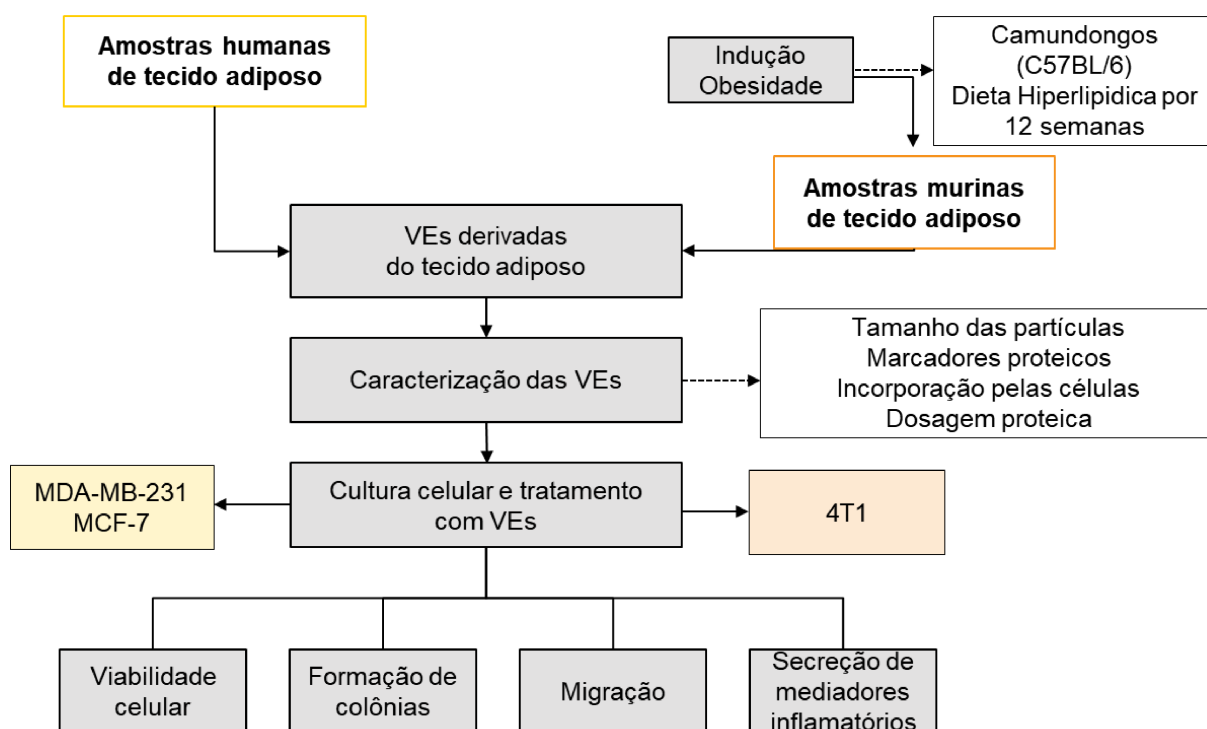 Amostras humanas
de tecido adiposo
Indução
Obesidade
Camundongos
(C57BL/6)
Dieta Hiperlipidica por
12 semanas
Amostras murinas
de tecido adiposo
VEs derivadas
do tecido adiposo
Caracterização das VEs
Tamanho das partículas
Marcadores proteicos
Incorporação pelas células
Dosagem proteica
MDA-MB-231
MCF-7
Cultura celular e tratamento
com VEs
4T1
Viabilidade
celular
Formação de
colônias
Migração
Secreção de
mediadores
inflamatórios